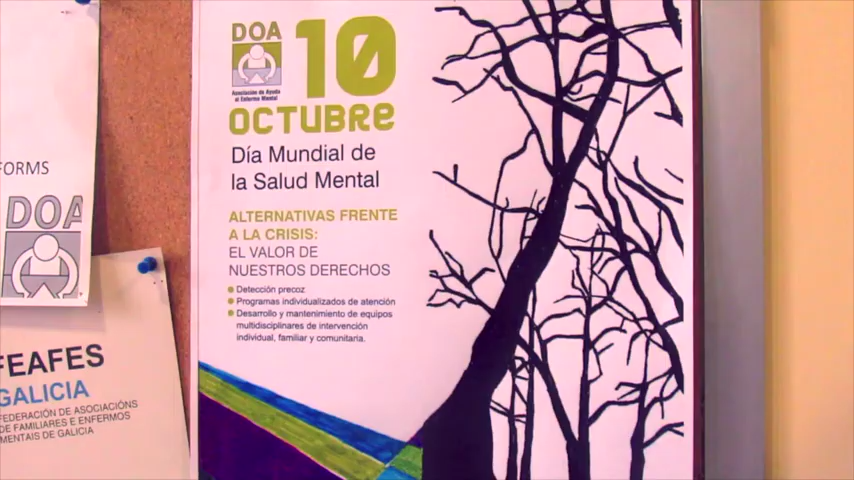 DOA
Asociación de Ayuda
al Enfermo Mental
10
OCTUBRE
Día Mundial de
la Salud Mental
ALTERNATIVAS FRENTE
A LA CRISIS:
EL VALOR DE
NUESTROS DERECHOS
Detección precoz
Programas individualizados de atención
Desarrollo y mantenimiento de equipos
multidisciplinares de intervención
individual, familiar y comunitaria.
FORMS
DOA
FEAFES
GALICIA
FEDERACIÓN DE ASOCIACIÓNS
DE FAMILIARES E ENFERMOS
MENTAIS DE GALICIA